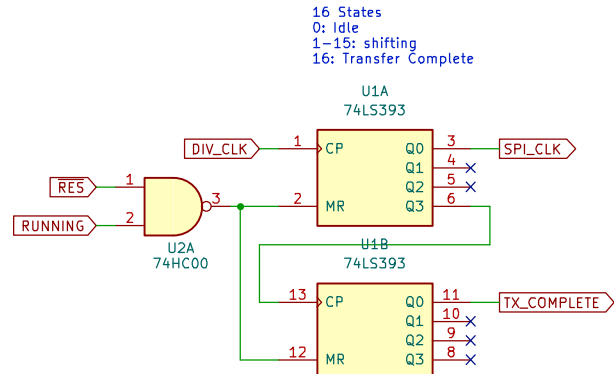 16 States
0: Idle
1-15: shifting
16: Transfer Complete
U1A
74LS393
DIV_CLK 1 CP Q0 3 SPI_CLK
Q1 4
Q2 5
RES 1
3 2 MR Q3 6
RUNNING 2
U2A
74HC00
U1B
74LS393
13 CP Q0 11 TX_COMPLETE
Q1 10
Q2 9
12 MR Q3 8